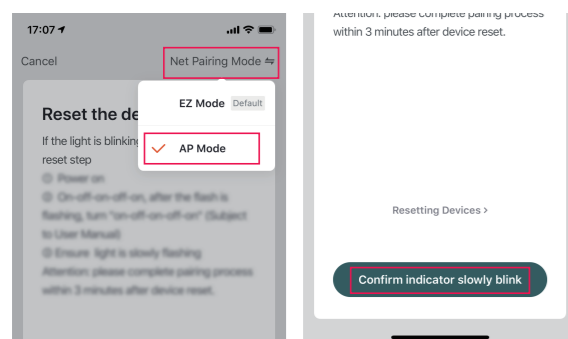 17:07
Cancel
Net Pairing Mode
EZ Mode Default
AP Mode
Reset the de
If the light is blinking
reset step
① Power on
② On-off-on-off-on, after the flash is
flashing, turn "on-off-on-off-on" (Subject
to User Manual)
③ Ensure light is slowly flashing
Attention: please complete pairing process
within 3 minutes after device reset.
Attention: please complete pairing process
within 3 minutes after device reset.
Resetting Devices >
Confirm indicator slowly blink